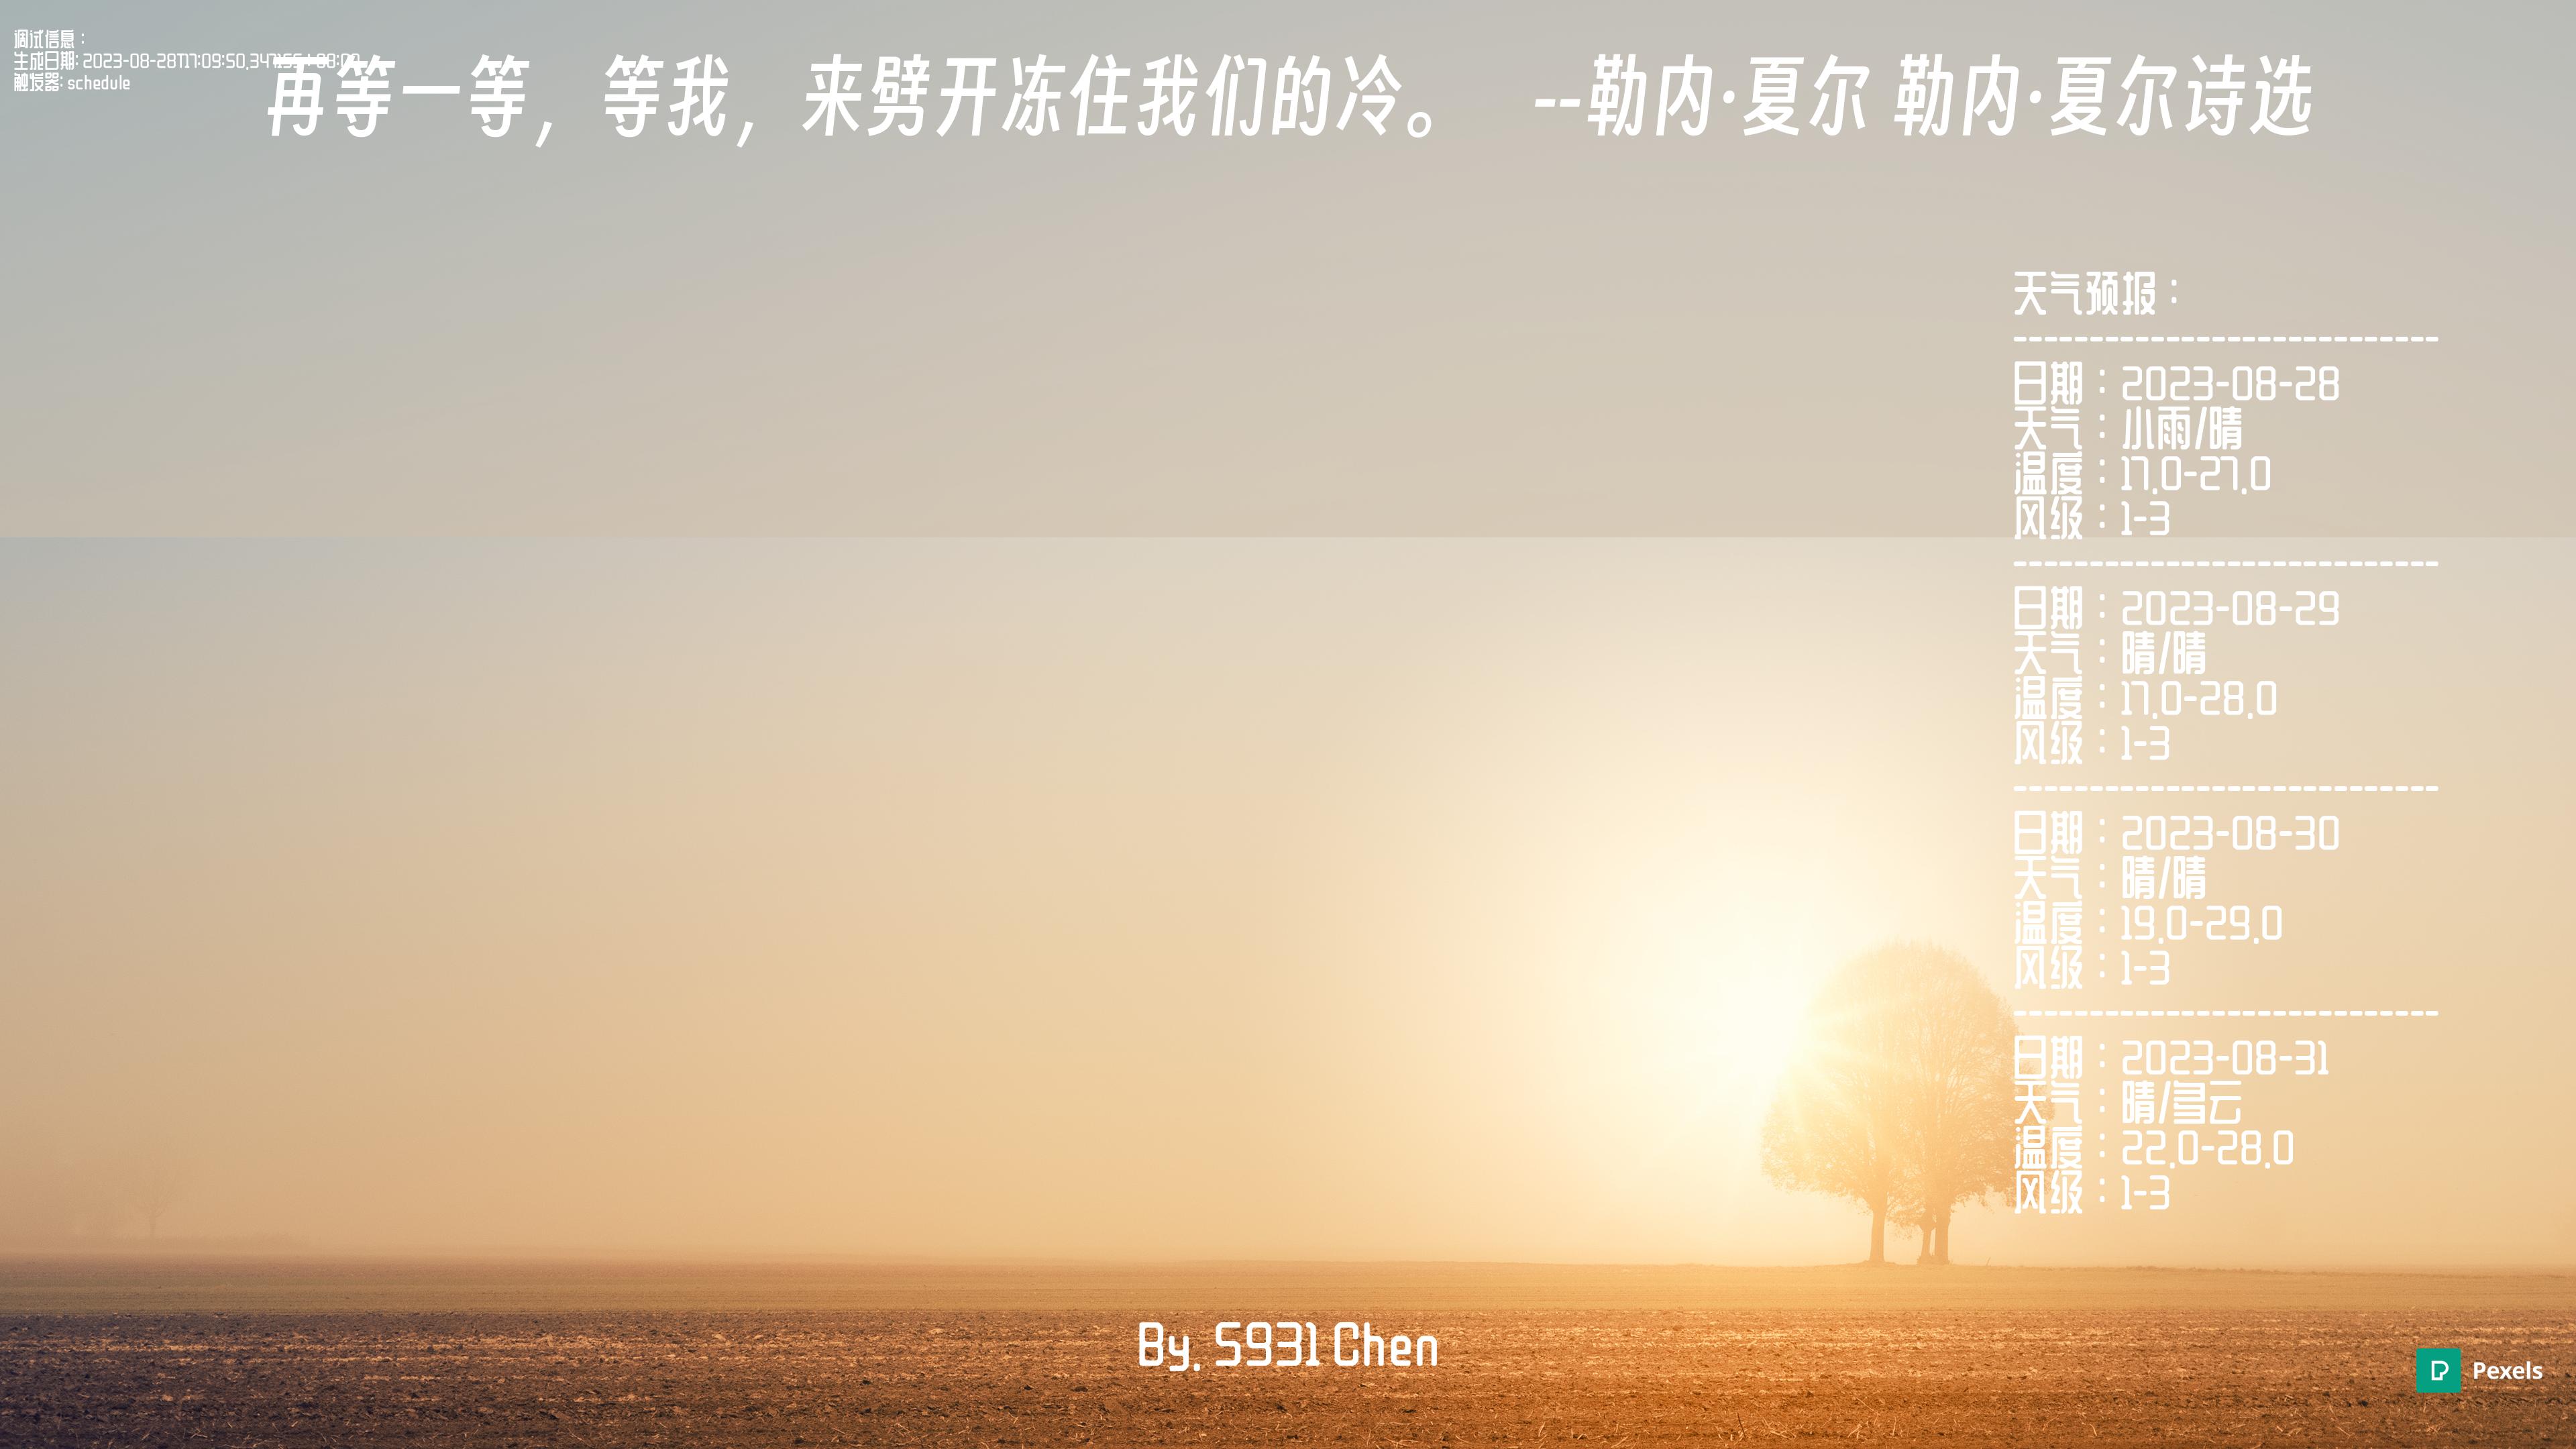 调试信息：
生成日期: 2023-08-28T17:09:50.347155+08:00
触发器: schedule
再等一等，等我，来劈开冻住我们的冷。 --勒内·夏尔 勒内·夏尔诗选
天气预报：
----------------------------
日期：2023-08-28
天气：小雨/晴
温度：17.0-27.0
风级：1-3
----------------------------
日期：2023-08-29
天气：晴/晴
温度：17.0-28.0
风级：1-3
----------------------------
日期：2023-08-30
天气：晴/晴
温度：19.0-29.0
风级：1-3
----------------------------
日期：2023-08-31
天气：晴/多云
温度：22.0-28.0
风级：1-3
By. 5931 Chen
Pexels